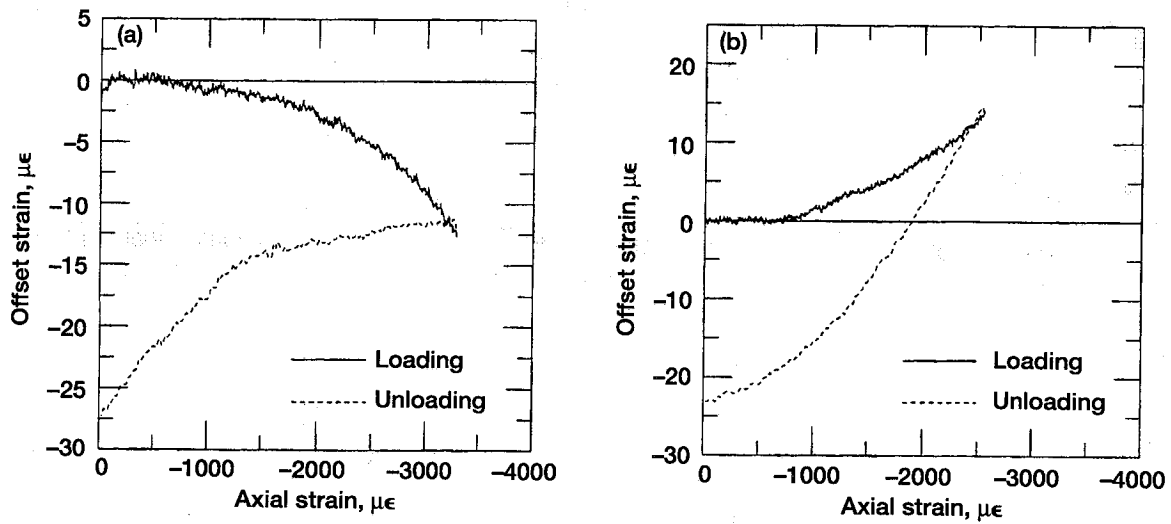 (a)
5
0
−5
−10
−15
−20
−25
−30
Offset strain, με
Loading
Unloading
0
−1000
−2000
−3000
−4000
Axial strain, με
(b)
20
10
0
−10
−20
−30
Offset strain, με
Loading
Unloading
0
−1000
−2000
−3000
−4000
Axial strain, με